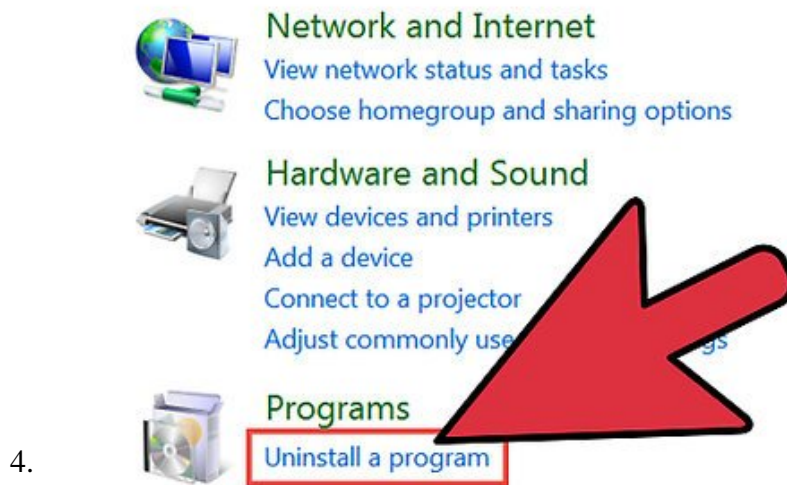 Network and Internet
View network status and tasks
Choose homegroup and sharing options
Hardware and Sound
View devices and printers
Add a device
Connect to a projector
Adjust commonly
Programs
4. Uninstall a program